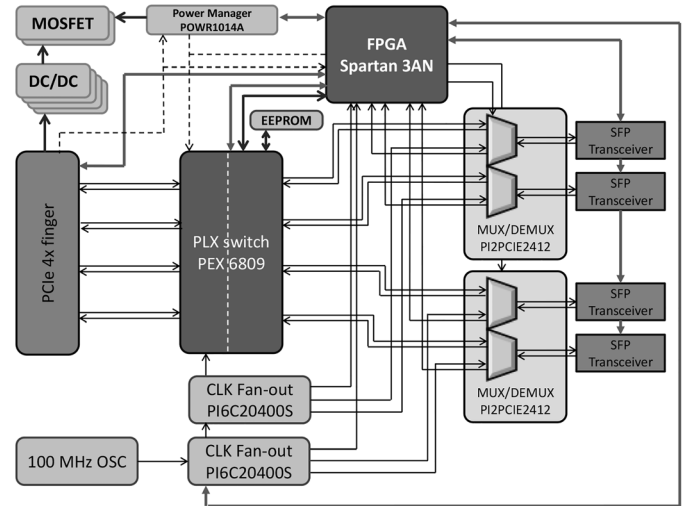 MOSFET
Power Manager
POWR1014A
FPGA
Spartan 3AN
DC/DC
EEPROM
SFP
Transceiver
SFP
Transceiver
PCIe 4x finger
PLX switch
PEX 6809
MUX/DEMUX
PI2PCIE2412
SFP
Transceiver
SFP
Transceiver
MUX/DEMUX
PI2PCIE2412
CLK Fan-out
PI6C20400S
100 MHz OSC
CLK Fan-out
PI6C20400S